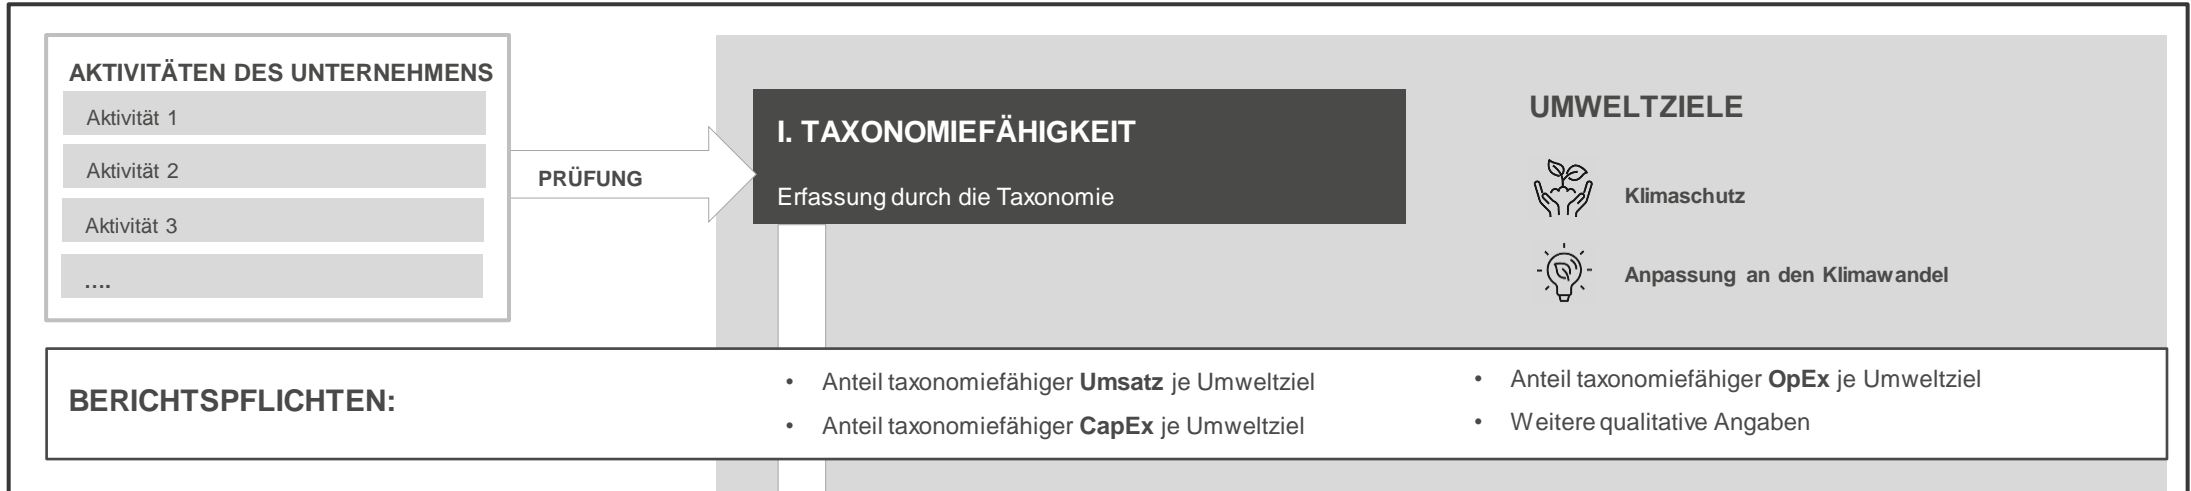 AKTIVITÄTEN DES UNTERNEHMENS
Aktivität 1
Aktivität 2
Aktivität 3
....
PRÜFUNG
I. TAXONOMIEFÄHIGKEIT
Erfassung durch die Taxonomie
UMWELTZIELE
Klimaschutz
Anpassung an den Klimawandel
BERICHTSPFLICHTEN:
• Anteil taxonomiefähiger Umsatz je Umweltziel
• Anteil taxonomiefähiger CapEx je Umweltziel
• Anteil taxonomiefähiger OpEx je Umweltziel
• Weitere qualitative Angaben